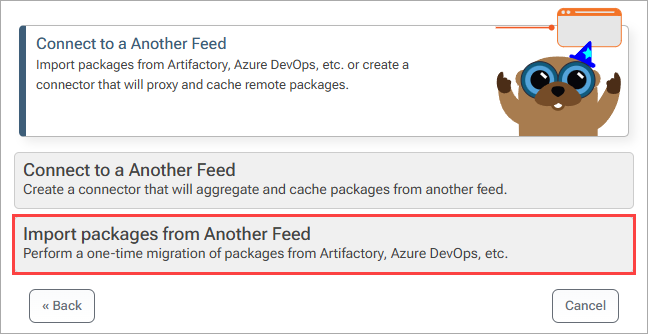 Connect to a Another Feed
Import packages from Artifactory, Azure DevOps, etc. or create a
connector that will proxy and cache remote packages.
Connect to a Another Feed
Create a connector that will aggregate and cache packages from another feed.
Import packages from Another Feed
Perform a one-time migration of packages from Artifactory, Azure DevOps, etc.
« Back
Cancel